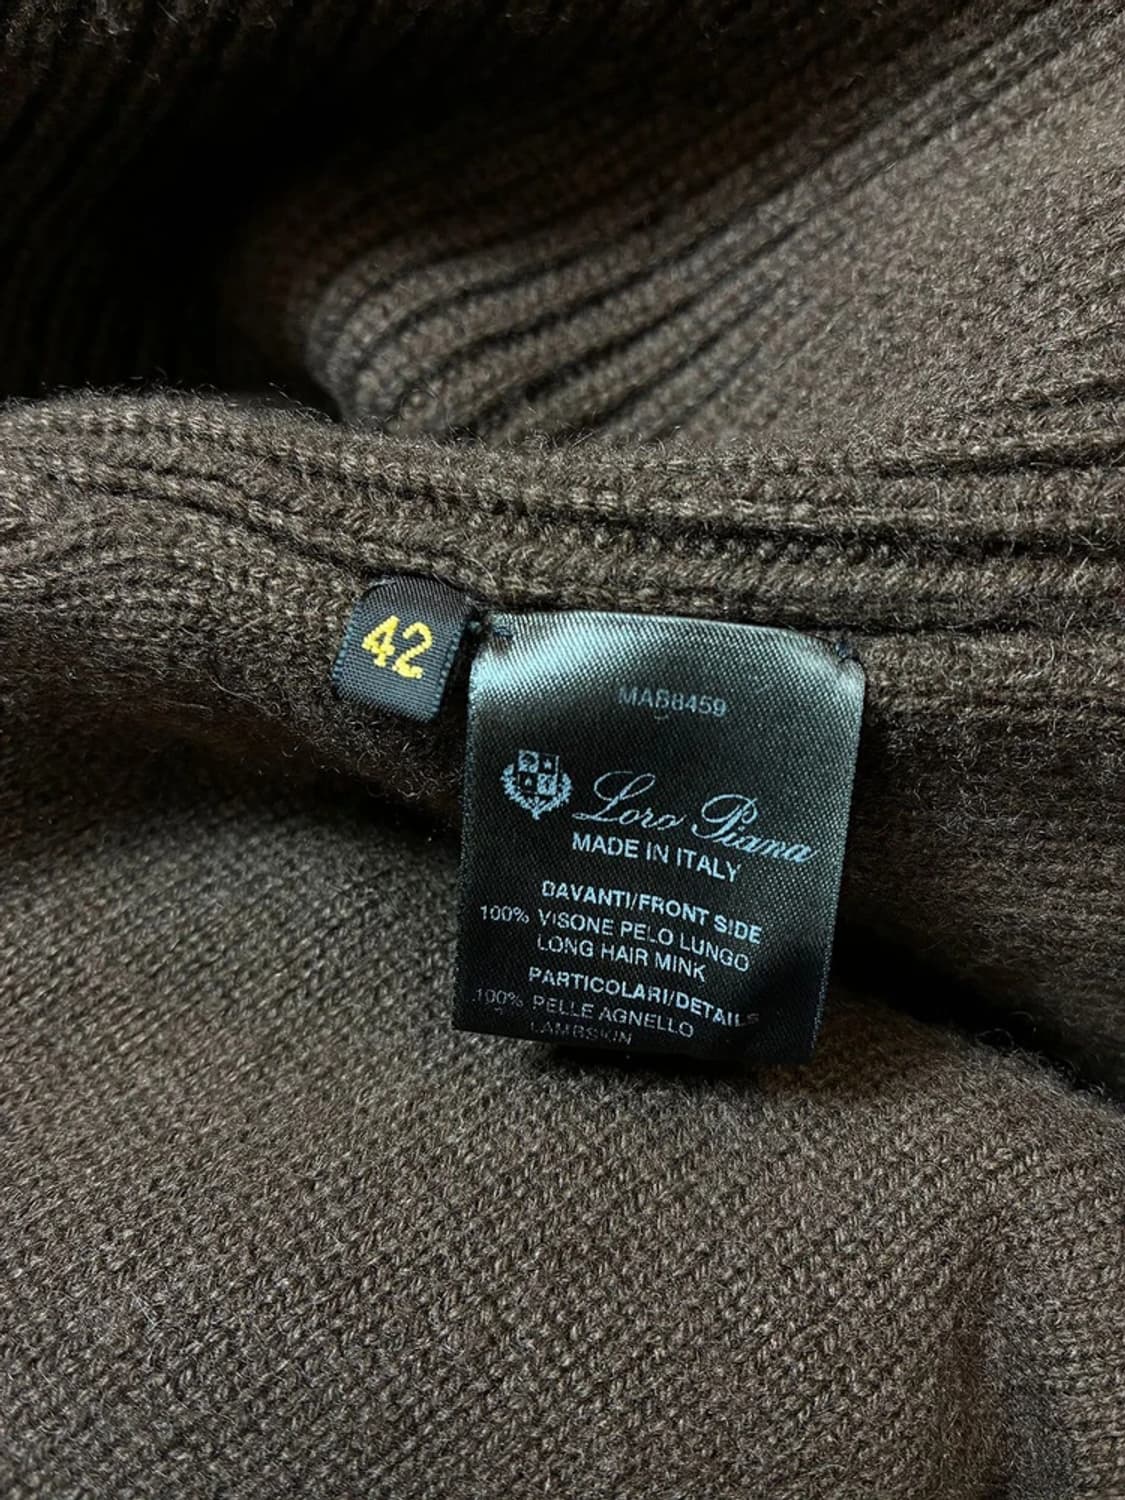 42
MAB8459
Loro Piana
MADE IN ITALY
DAVANTI/FRONT SIDE
100% VISONE PELO LUNGO
LONG HAIR MINK
PARTICOLARI/DETAILS
100% PELLE AGNELLO
LAMBSKIN